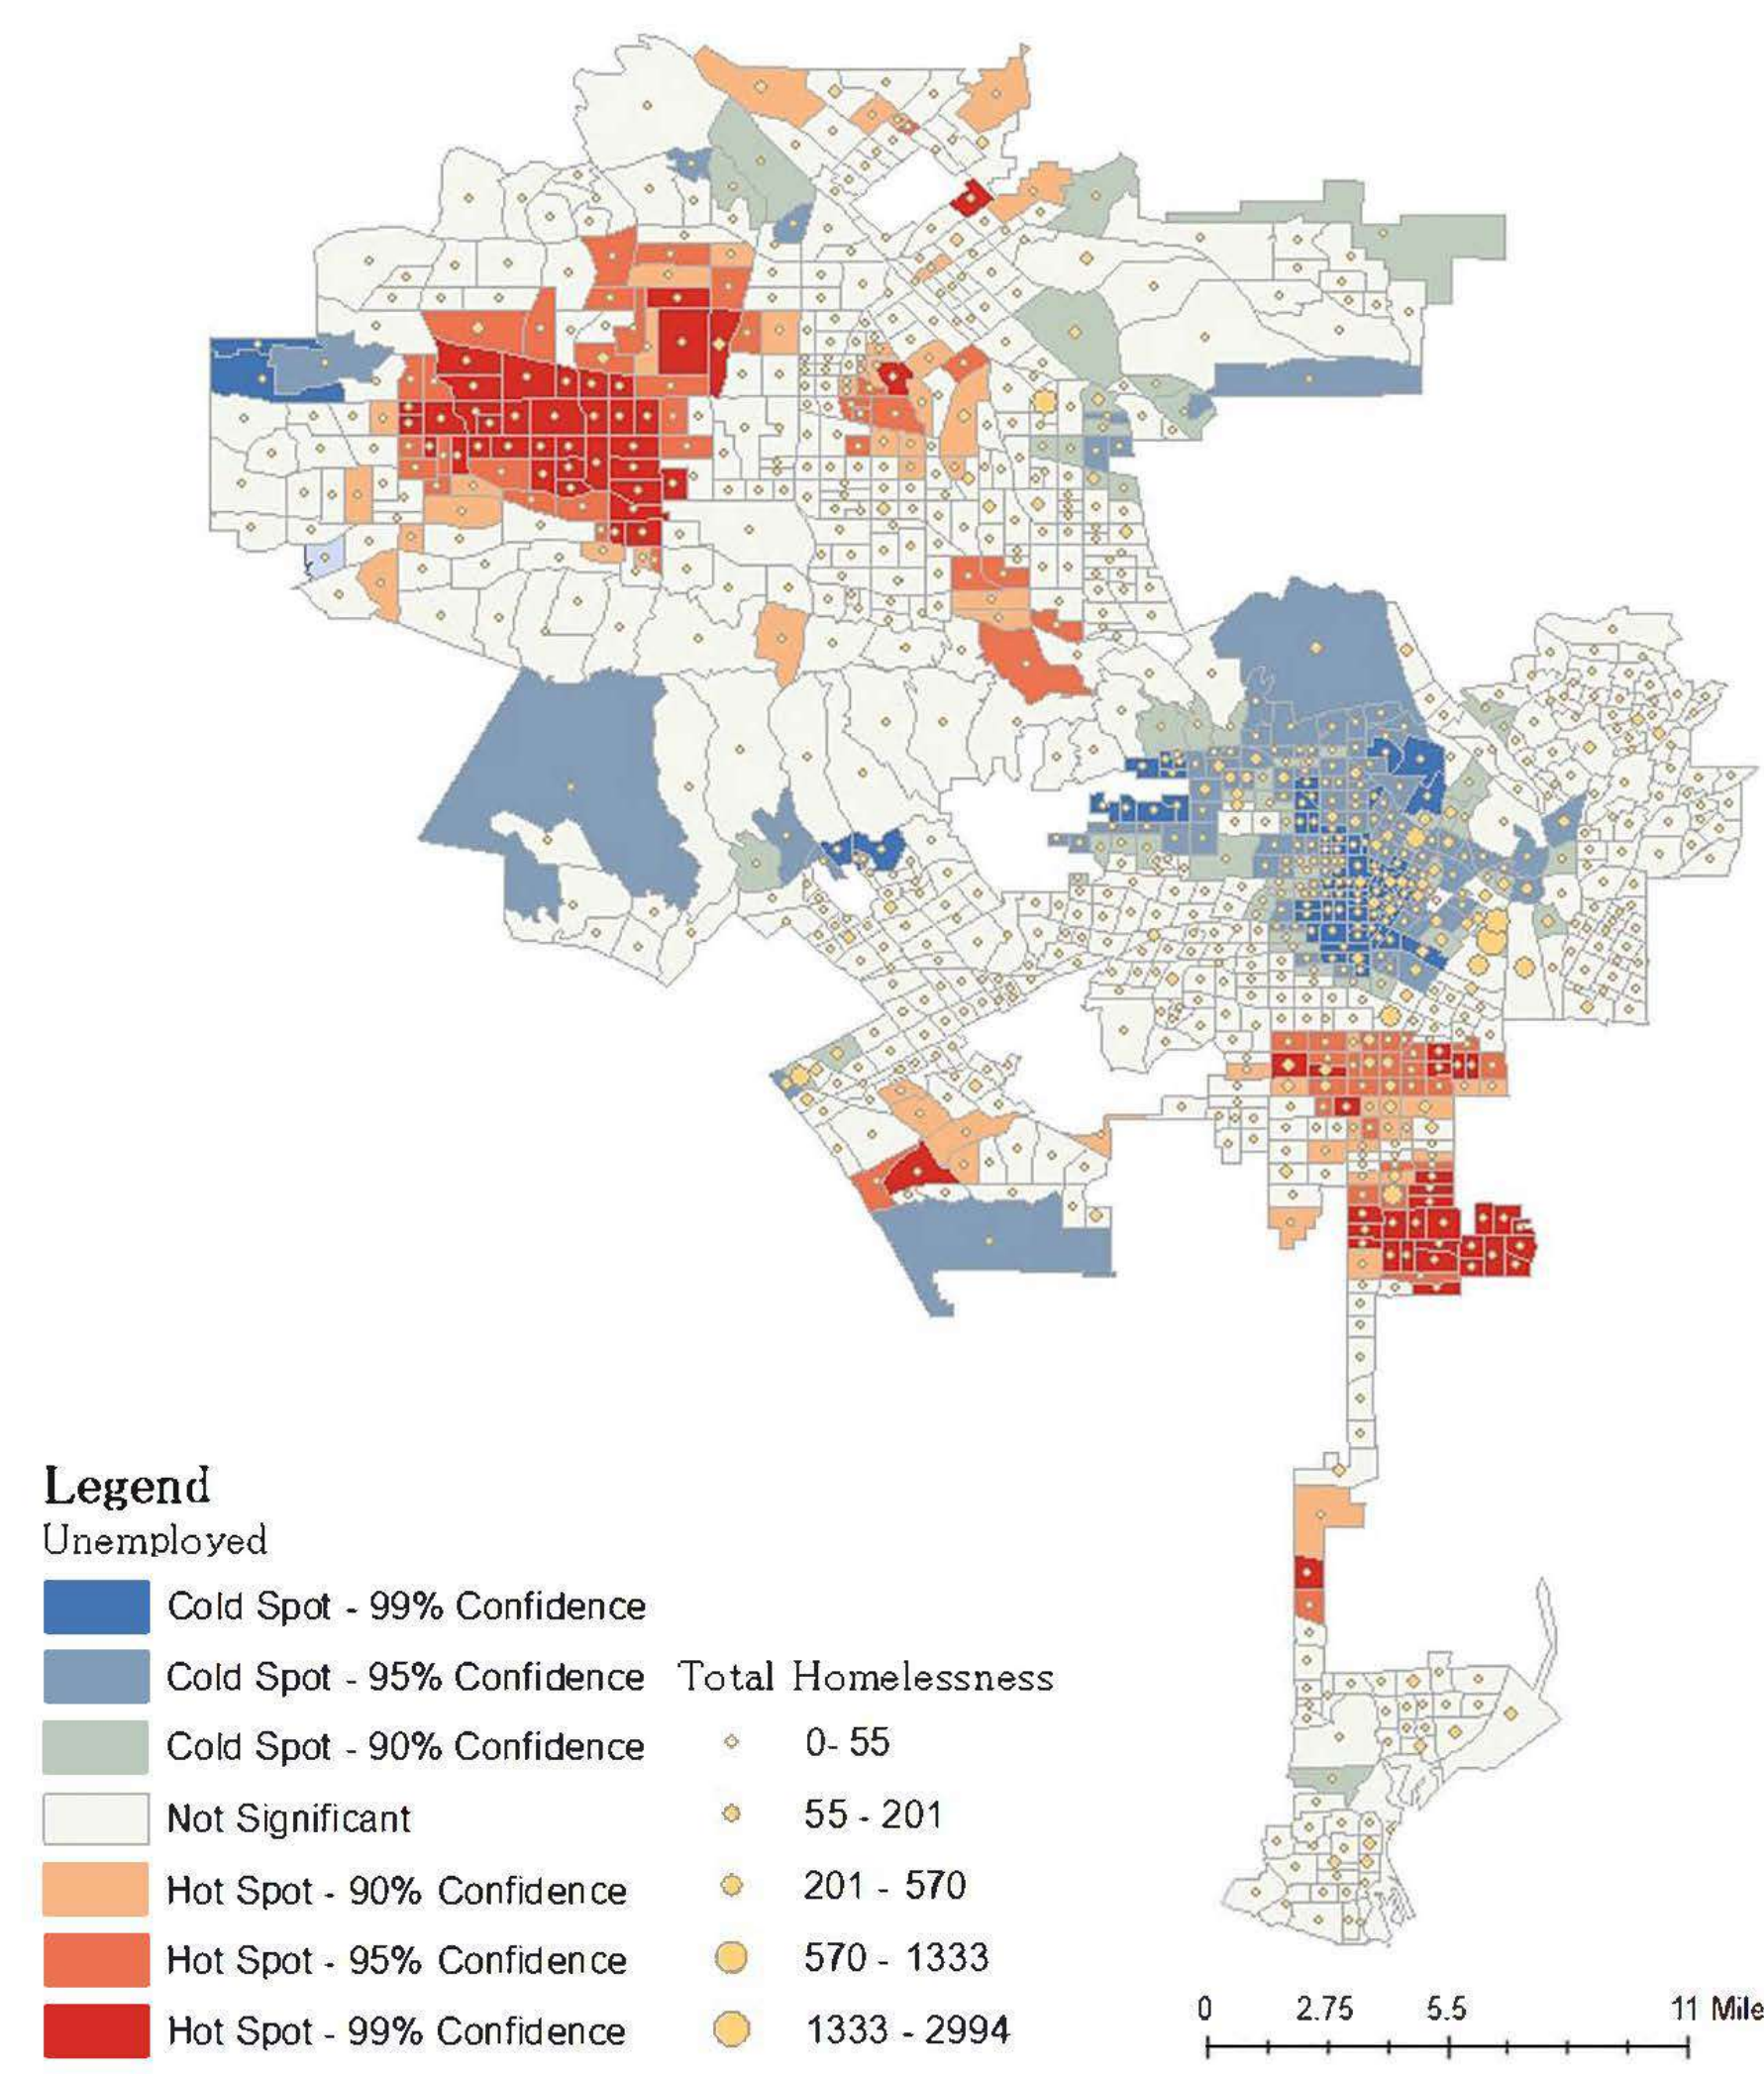 Legend
Unemployed
Cold Spot - 99% Confidence
Cold Spot - 95% Confidence
Cold Spot - 90% Confidence
Not Significant
Hot Spot - 90% Confidence
Hot Spot - 95% Confidence
Hot Spot - 99% Confidence
Total Homelessness
0- 55
55 - 201
201 - 570
570 - 1333
1333 - 2994
0 2.75 5.5 11 Mile